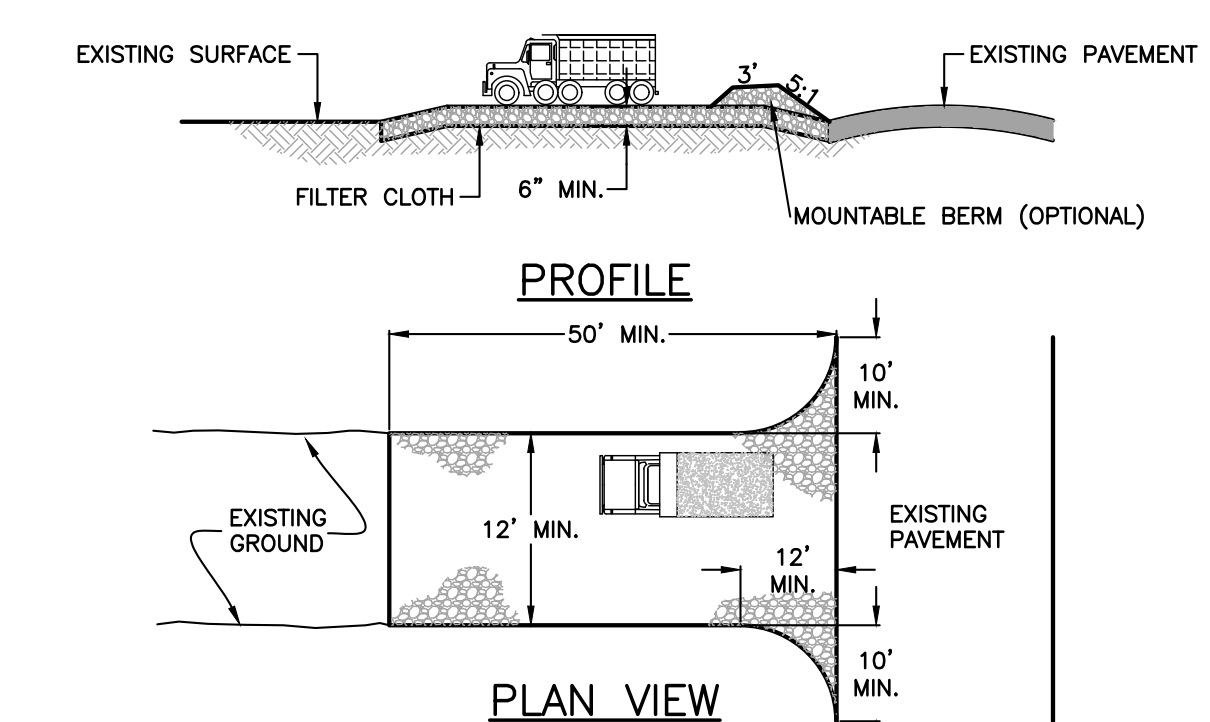 EXISTING SURFACE
3'
5:1
EXISTING PAVEMENT
FILTER CLOTH
6” MIN.
MOUNTABLE BERM (OPTIONAL)
PROFILE
50' MIN.
10'
MIN.
EXISTING
GROUND
12' MIN.
EXISTING
PAVEMENT
12'
MIN.
10'
MIN.
PLAN VIEW